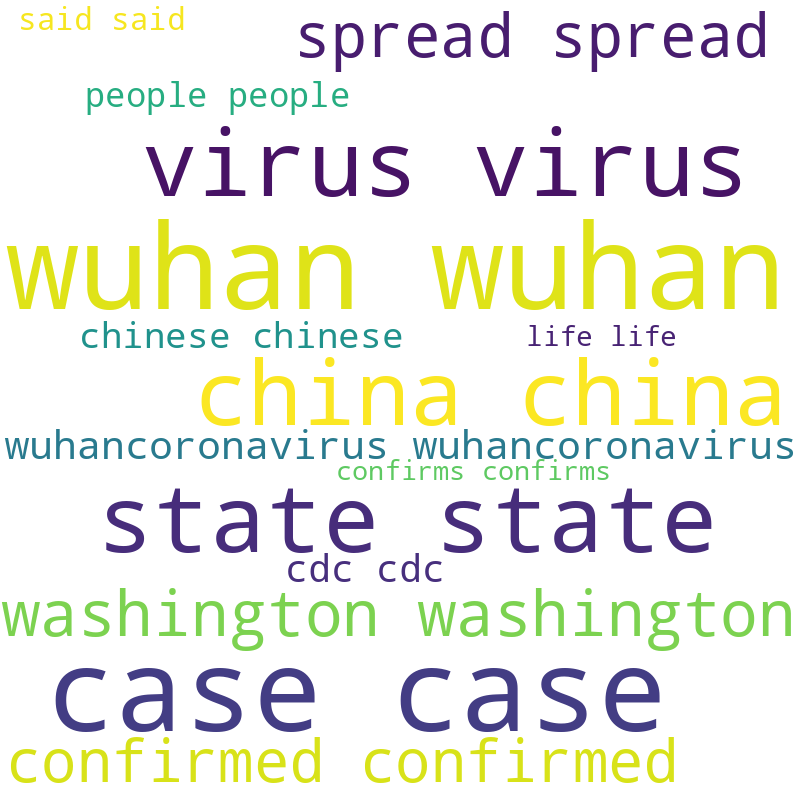 said said
spread spread
people people
virus virus
wuhan wuhan
chinese chinese
life life
china china
wuhancoronavirus wuhancoronavirus
confirms confirms
state state
cdc cdc
washington washington
case case
confirmed confirmed